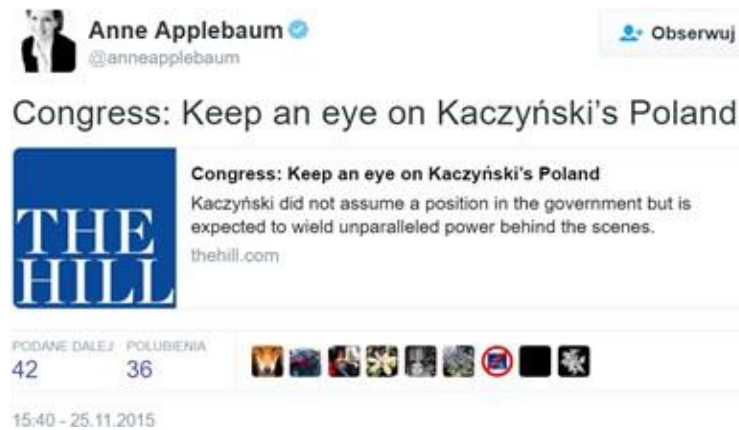 Anne Applebaum
@anneapplebaum
Obserwuj
Congress: Keep an eye on Kaczyński's Poland
THE
HILL
Congress: Keep an eye on Kaczyński's Poland
Kaczyński did not assume a position in the government but is
expected to wield unparalleled power behind the scenes.
thehill.com
PODANE DALEJ POLUBIENIA
42 36
15:40 - 25.11.2015